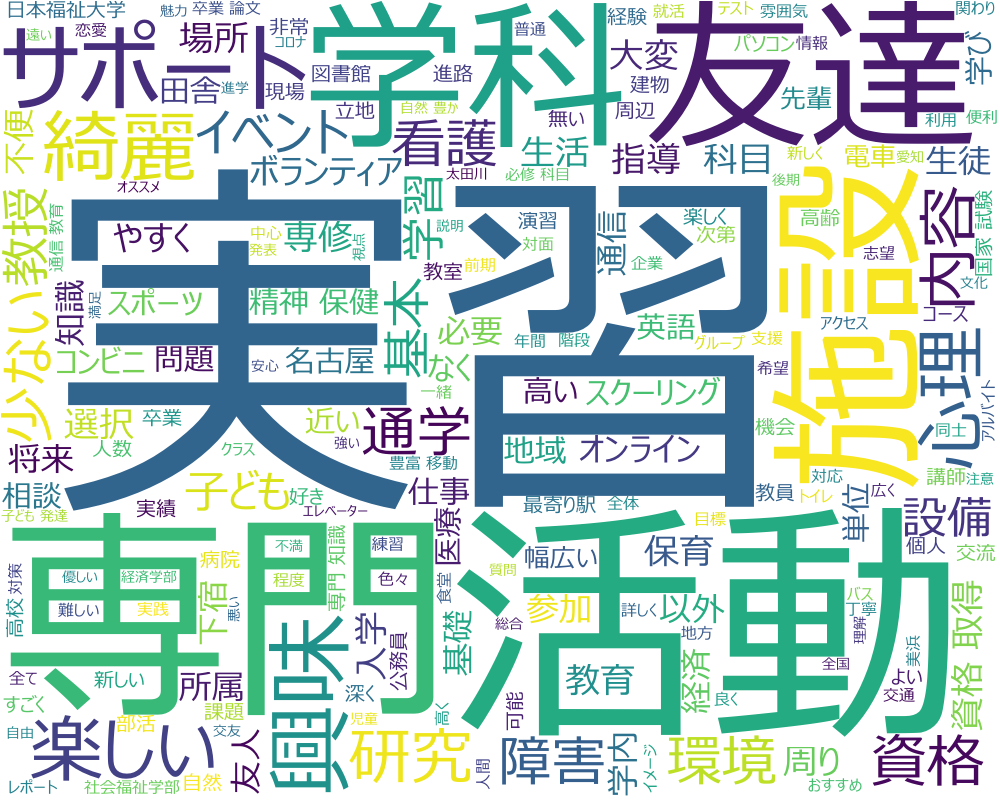 日本福祉大学
魅力
卒業 論文
遠い
恋愛
サポート
場所
非常
コロナ
田舎
現場
進学
学科
図書館
進路
立地
自然 豊か
普通
経験
就活
テスト
雰囲気
関わり
友達
大変
パソコン
情報
学び
建物
先輩
無い
周辺
利用
便利
不便
綺麗
イベント
看護
生活
指導
科目
新しく
電車
愛知
生徒
ボランティア
太田川
必修 科目
後期
オススメ
通信 教育
教授
やすく
中心
発表
専修
視点
学習
説明
実習
演習
対面
通信
楽しく
次第
高齢
施設
志望
内容
国家 試験
文化
教室
前期
企業
知識
満足
スポーツ
精神 保健
基本
必要
年間
階段
英語
グループ
支援
アクセス
コース
少ない
コンビニ
問題
安心
名古屋
なく
一緒
高い
スクーリング
希望
心理
アルバイト
選択
卒業
近い
通学
地域
オンライン
機会
同士
将来
人数
クラス
強い
豊富
移動
相談
実績
子ども
好き
仕事
最寄り駅
全体
教員
対応
トイレ
広く
講師
注意
子ども 発達
エレベーター
医療
目標
単位
設備
専門
活動
病院
不満
練習
専門 知識
幅広い
保育
個人
交流
高校
対策
優しい
経済学部
程度
色々
食堂
質問
バス
丁寧
難しい
実践
悪い
下宿
参加
詳しく
以外
理解
美浜
資格 取得
興味
入学
公務員
基礎
総合
地方
全国
全て
新しい
所属
深く
教育
経済
良く
よい
交通
すごく
課題
可能
自由
楽しい
部活
交友
友人
児童
高く
研究
人間
障害
学内
イメージ
環境
周り
資格
レポート
社会福祉学部
自然
おすすめ